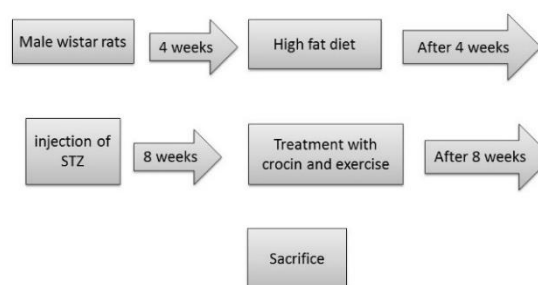 Male wistar rats
4 weeks
High fat diet
After 4 weeks
injection of
STZ
8 weeks
Treatment with
crocin and exercise
After 8 weeks
Sacrifice